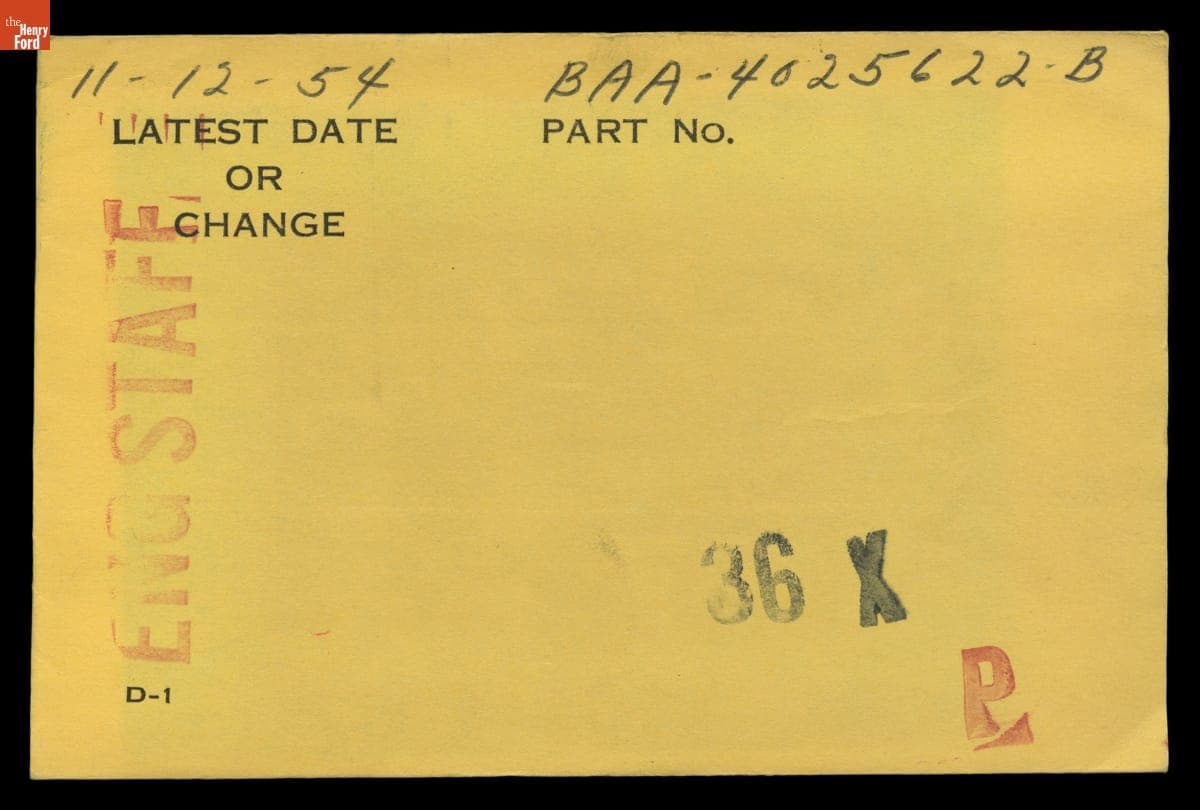 the
Henry
Ford
11-12-54 BAA-4025622-B
LATEST DATE PART No.
OR
CHANGE
ENG STAFF
36 X
P
D-1